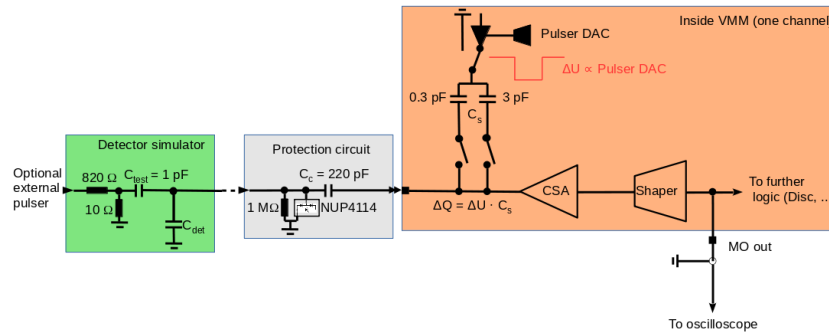 Inside VMM (one channel
Pulser DAC
ΔU ∝ Pulser DAC
0.3 pF
3 pF
Cs
Detector simulator
Protection circuit
Optional
external
pulser
820 Ω
Ctest = 1 pF
10 Ω
Cdet
Cc = 220 pF
1 MΩ
NUP4114
ΔQ = ΔU · Cs
CSA
Shaper
To further
logic (Disc, ..
MO out
To oscilloscope